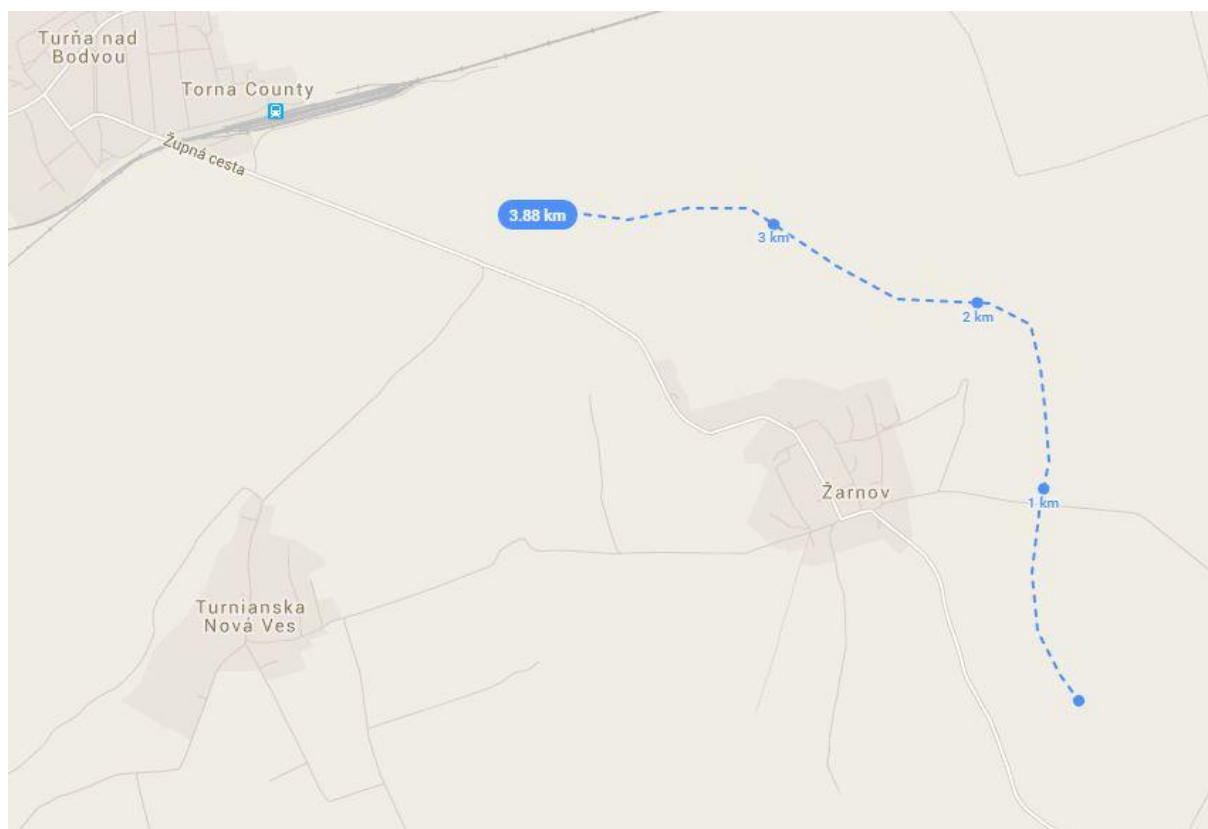 Turňa nad
Bodvou
Torna County
Župná cesta
3.88 km
3 km
2 km
Žarnov
1 km
Turnianska
Nová Ves